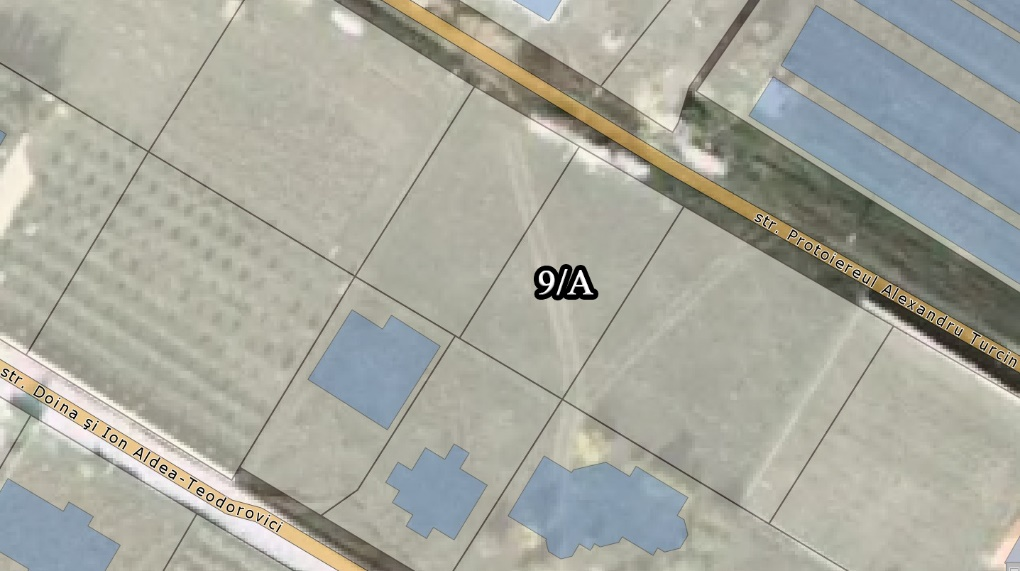 9/A
str. Protoiereul Alexandru Turcin
str. Doina și Ion Aldea-Teodorovici